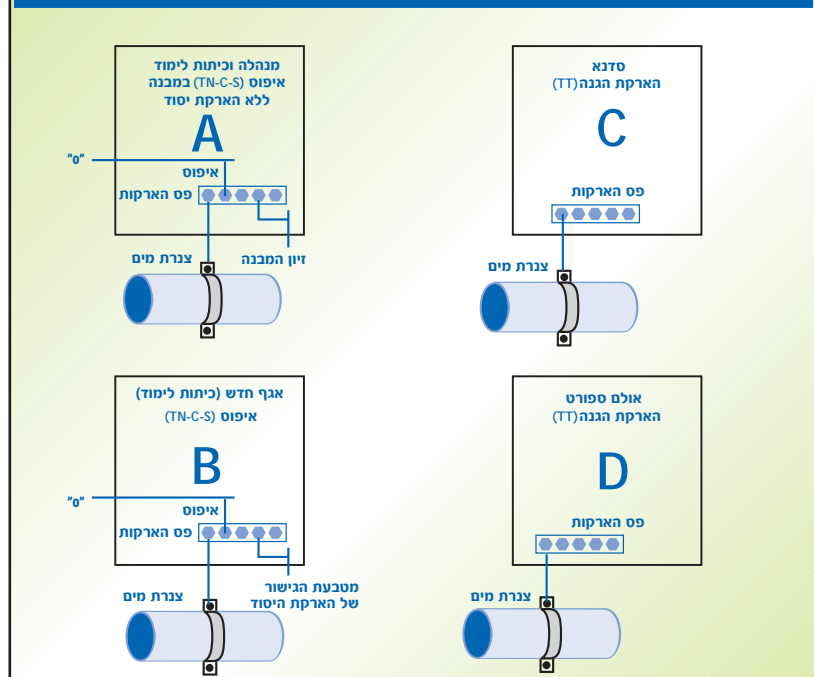 מנהלה וכיתות לימוד
איפוס (TN-C-S) במבנה
ללא הארקת יסוד
A
"0"
איפוס
פס הארקות
צנרת מים
זיון המבנה
סדנא
הארקת הגנה (TT)
C
פס הארקות
צנרת מים
אגף חדש (כיתות לימוד)
איפוס (TN-C-S)
B
"0"
איפוס
פס הארקות
צנרת מים
מטבעת הגישור
של הארקת היסוד
אולם ספורט
הארקת הגנה (TT)
D
פס הארקות
צנרת מים